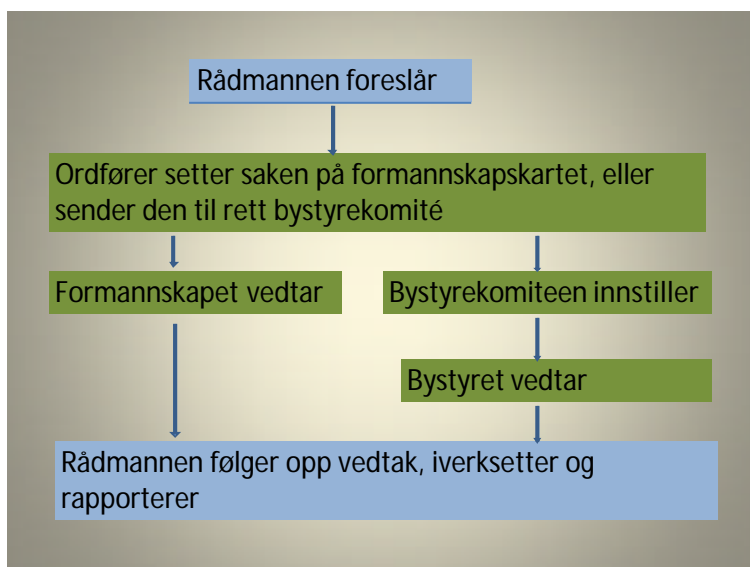 Rådmannen foreslår
Ordfører setter saken på formannskapskartet, eller
sender den til rett bystyrekomité
Formannskapet vedtar
Bystyrekomiteen innstiller
Bystyret vedtar
Rådmannen følger opp vedtak, iverksetter og
rapporterer